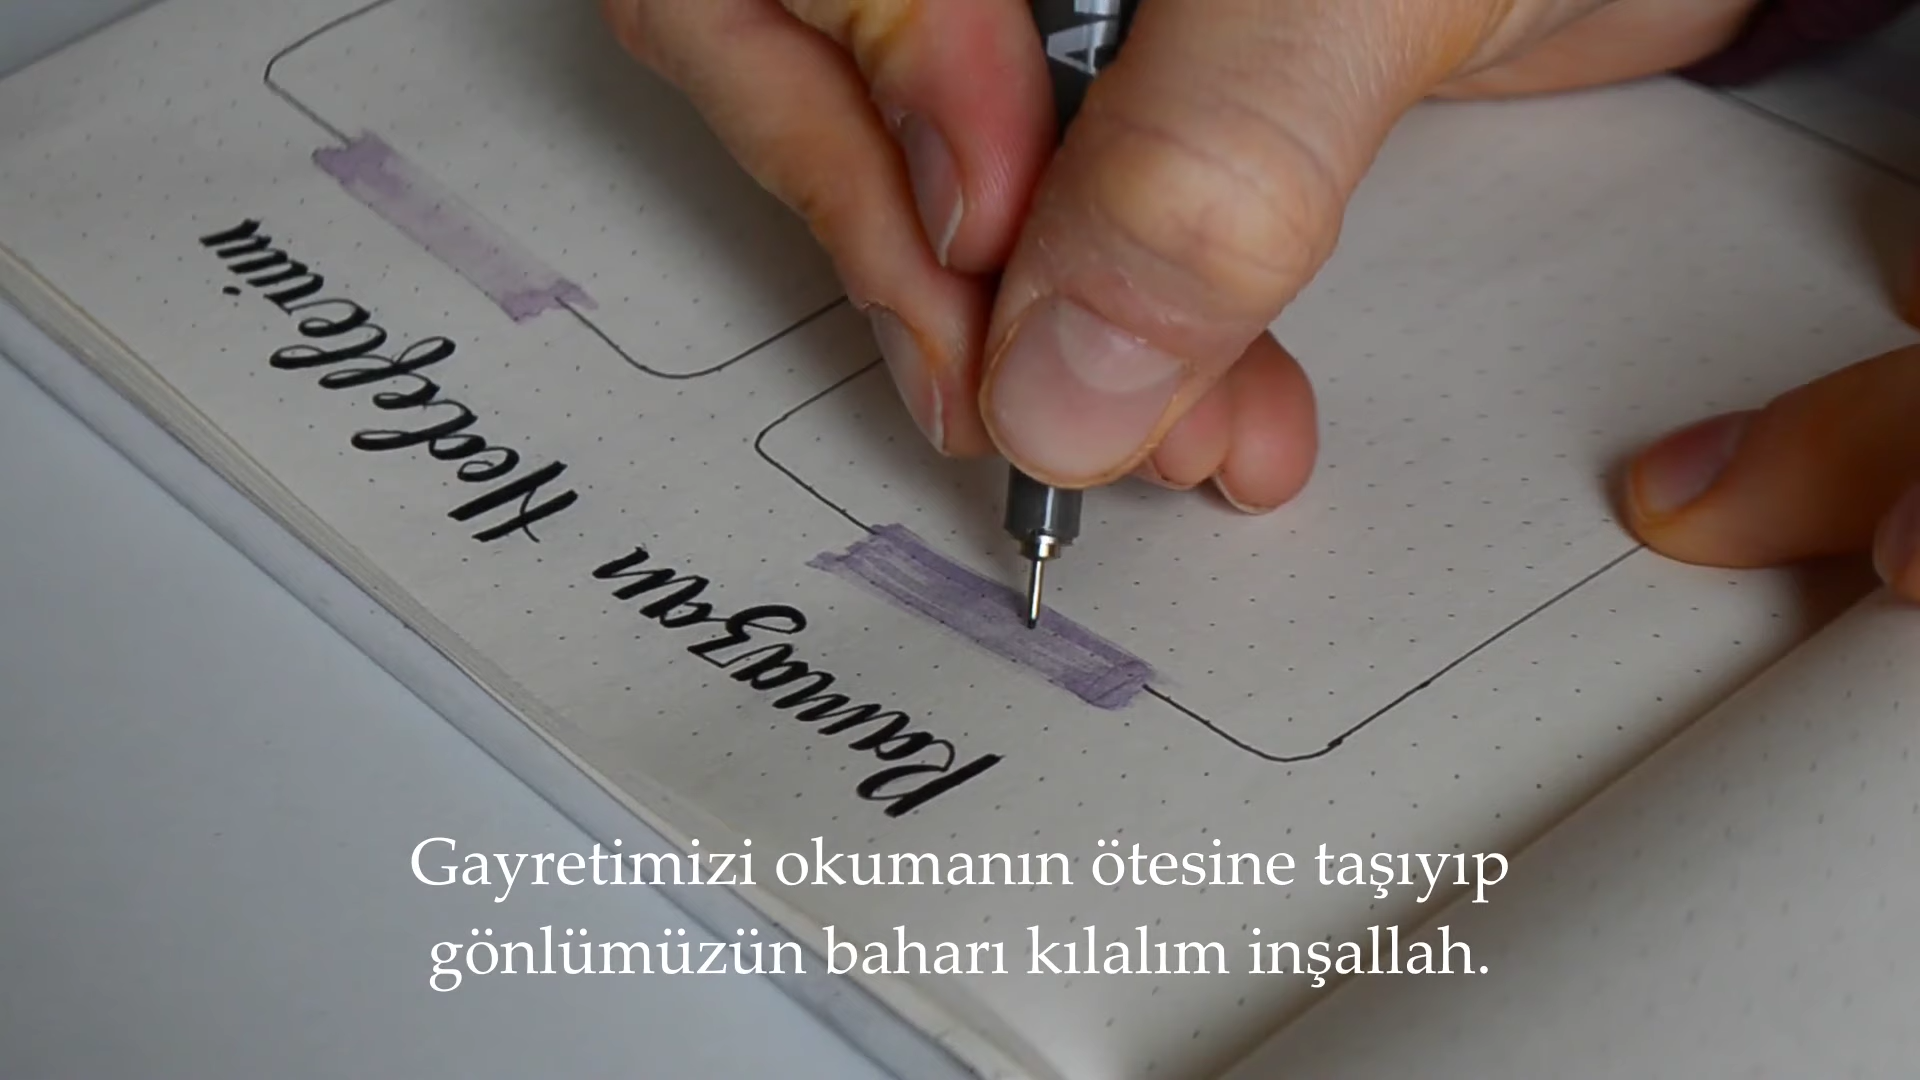 Ramazan Hedeflerim
Gayretimizi okumanın ötesine taşıyıp
gönlümüzün baharı kılalım inşallah.